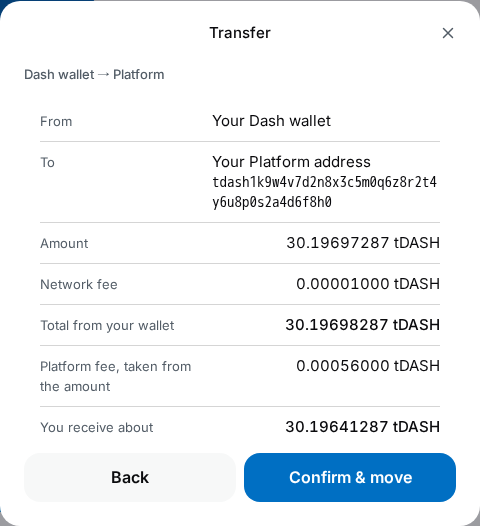 Transfer
Dash wallet → Platform
From
Your Dash wallet
To
Your Platform address
tdash1k9w4v7d2n8x3c5m0q6z8r2t4
y6u8p0s2a4d6f8h0
Amount
30.19697287 tDASH
Network fee
0.00001000 tDASH
Total from your wallet
30.19698287 tDASH
Platform fee, taken from
the amount
0.00056000 tDASH
You receive about
30.19641287 tDASH
Back
Confirm & move